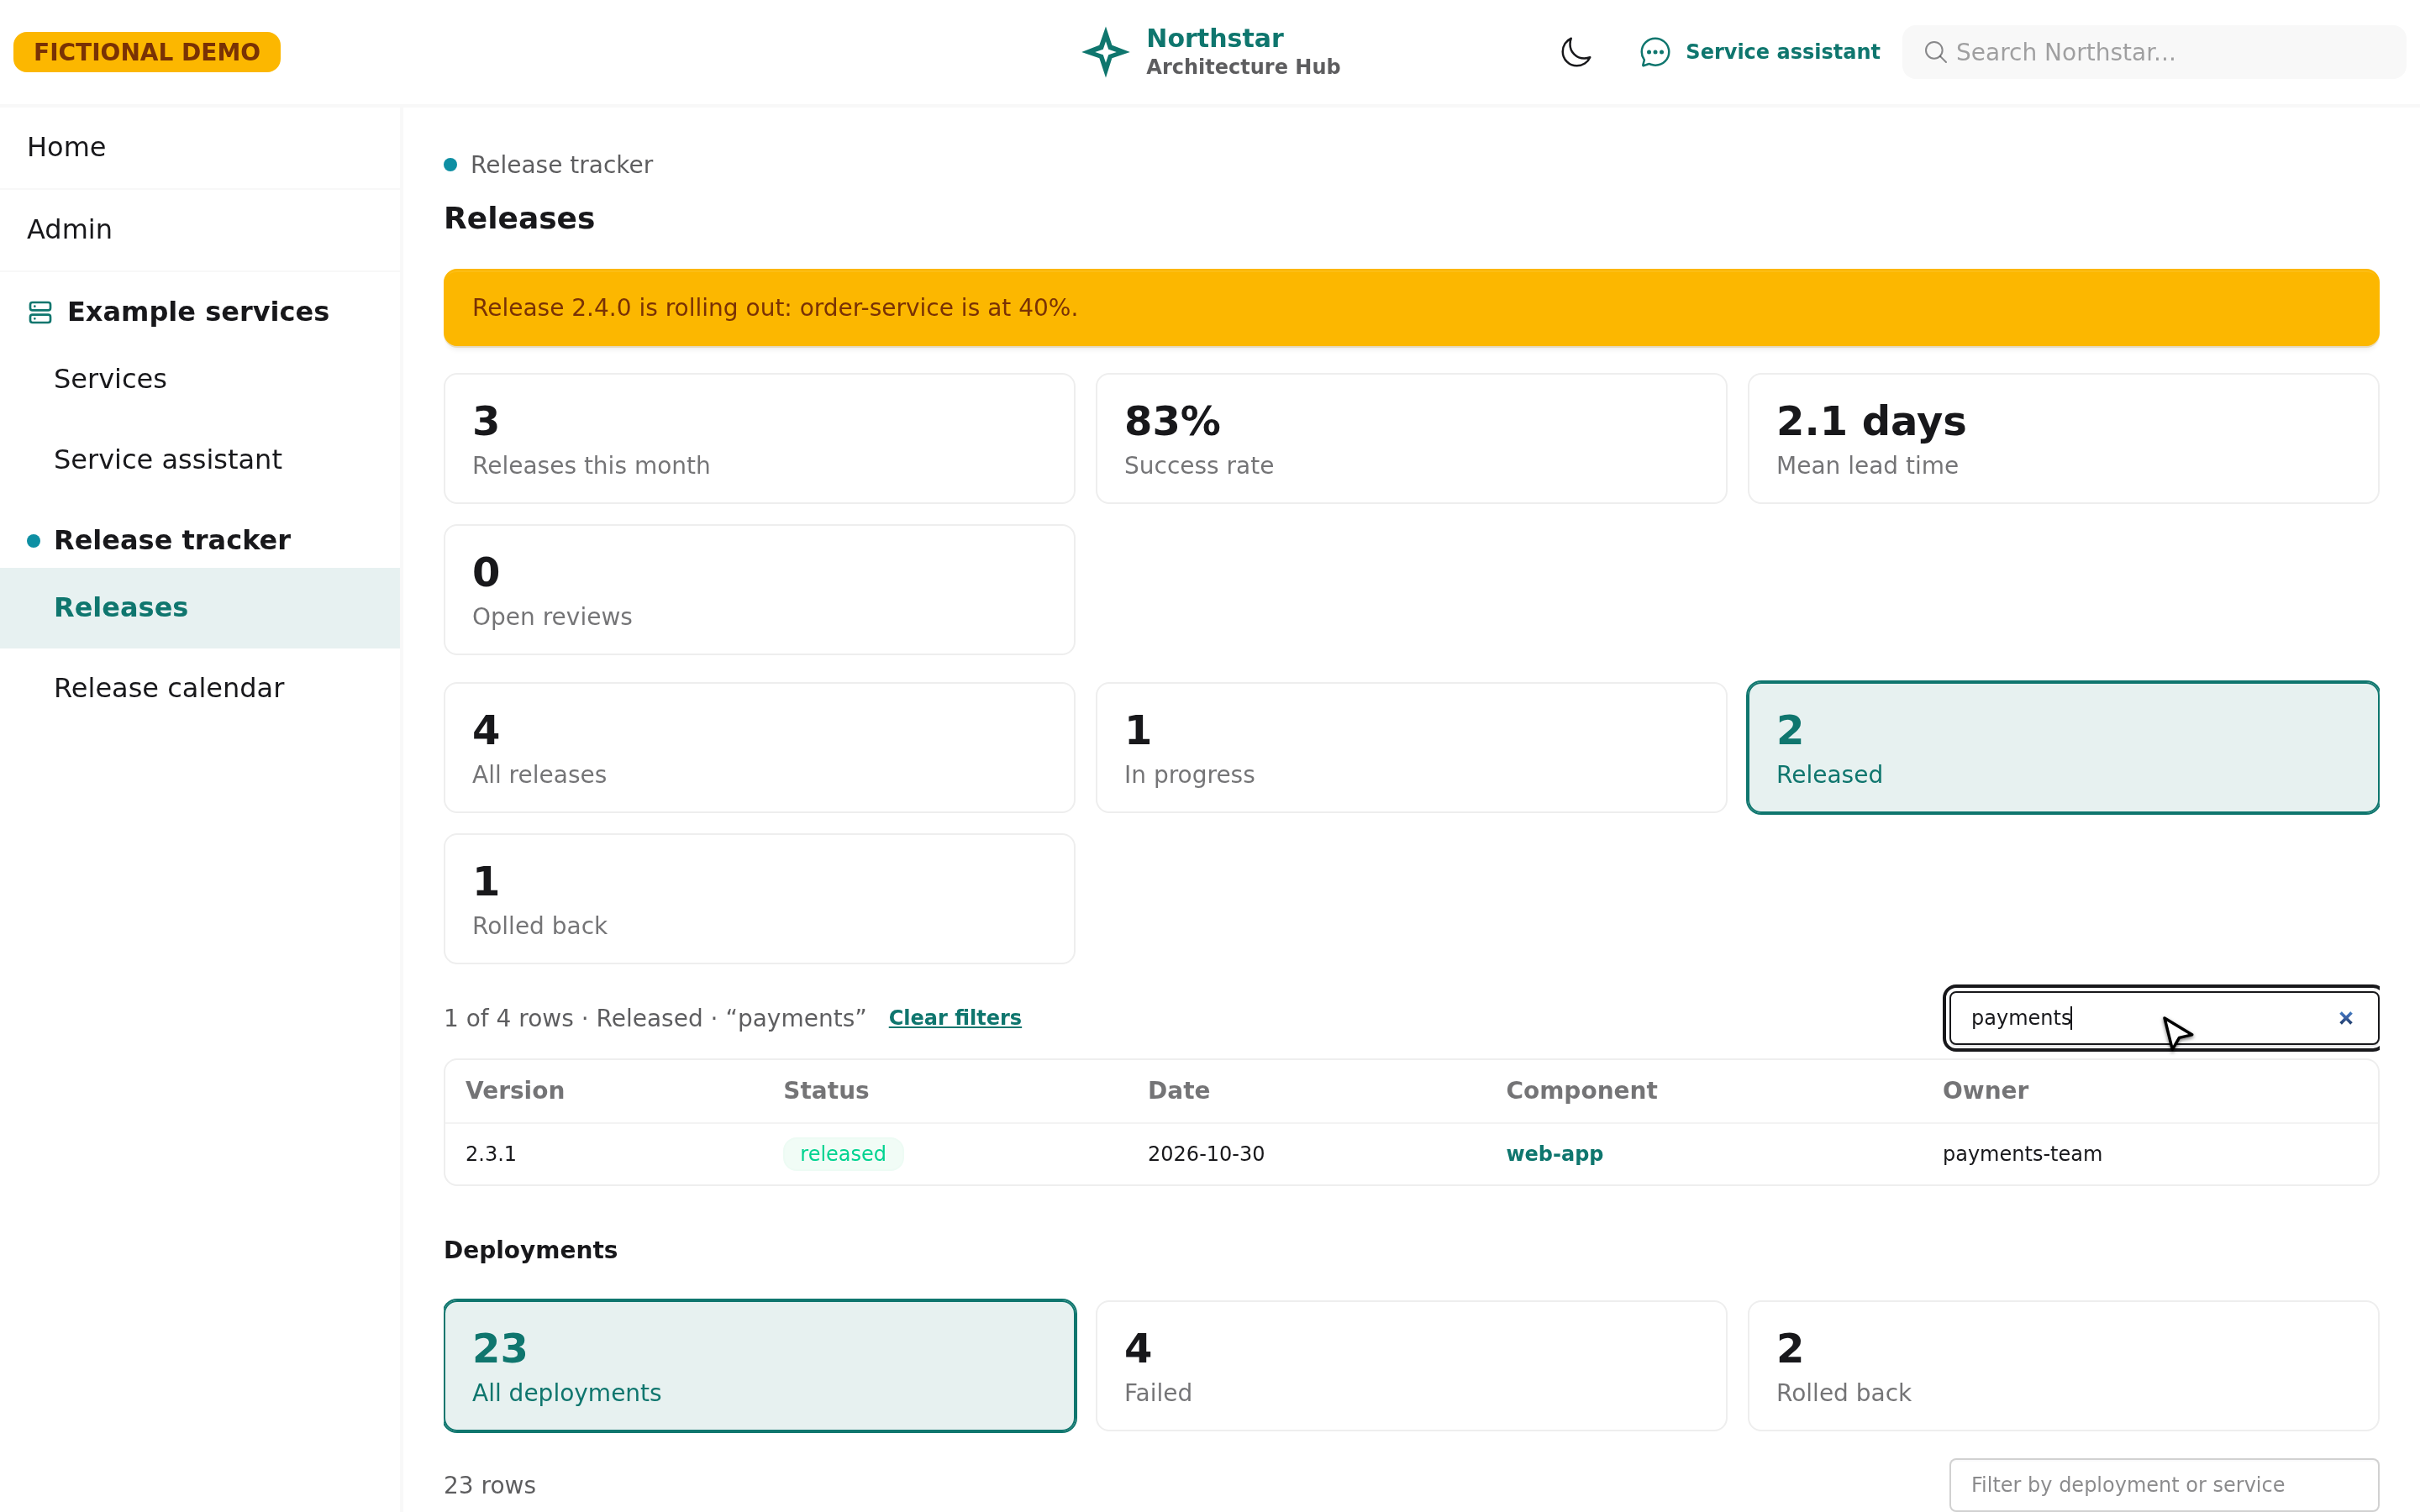 FICTIONAL DEMO
Northstar
Architecture Hub
Service assistant
Search Northstar...
Home
Admin
Example services
Services
Service assistant
Release tracker
Releases
Release calendar
Release tracker
Releases
Release 2.4.0 is rolling out: order-service is at 40%.
3
Releases this month
83%
Success rate
2.1 days
Mean lead time
0
Open reviews
4
All releases
1
In progress
2
Released
1
Rolled back
1 of 4 rows · Released · “payments” Clear filters
payments
Version Status Date Component Owner
2.3.1 released 2026-10-30 web-app payments-team
Deployments
23
All deployments
4
Failed
2
Rolled back
23 rows
Filter by deployment or service